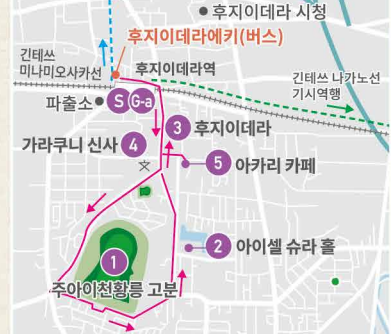 후지이데라 시청
후지이데라에키(버스)
긴테쓰
미나미오사카선
후지이데라역
긴테쓰 나카노선
기시역행
파출소
S
G-a
3 후지이데라
가라쿠니 신사 4
5 아카리 카페
2 아이셀 슈라 홀
1
주아이천황릉 고분